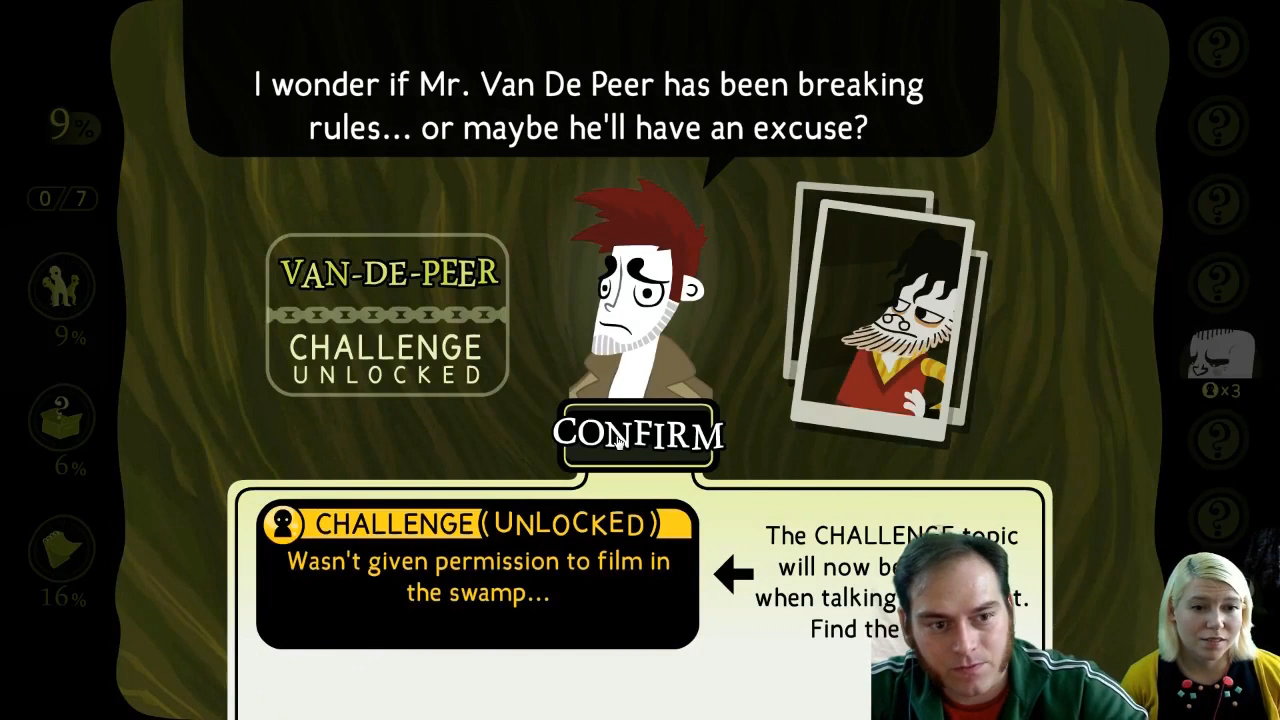 I wonder if Mr. Van De Peer has been breaking
rules... or maybe he'll have an excuse?
9%
0/7
9%
6%
16%
VAN-DE-PEER
CHALLENGE
UNLOCKED
CONFIRM
x3
CHALLENGE (UNLOCKED)
Wasn't given permission to film in
the swamp...
The CHALLENGE topic
will now be
when talking
Find the